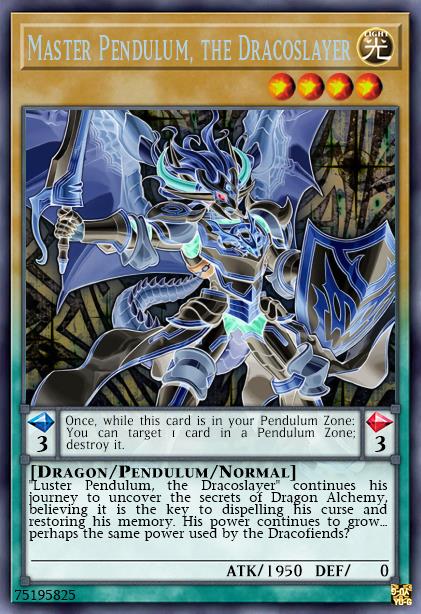 MASTER PENDULUM, THE DRACOSLAYER
LIGHT
光
Once, while this card is in your Pendulum Zone:
You can target 1 card in a Pendulum Zone;
destroy it.
3
3
[DRAGON/PENDULUM/NORMAL]
"Luster Pendulum, the Dracoslayer" continues his
journey to uncover the secrets of Dragon Alchemy,
believing it is the key to dispelling his curse and
restoring his memory. His power continues to grow...
perhaps the same power used by the Dracofiends?
ATK/1950 DEF/ 0
75195825